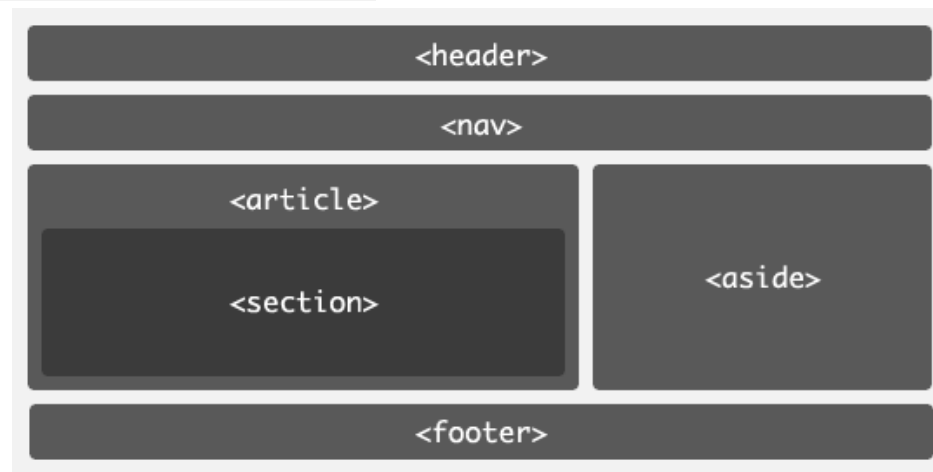 <header>
<nav>
<article>
<section>
<aside>
<footer>